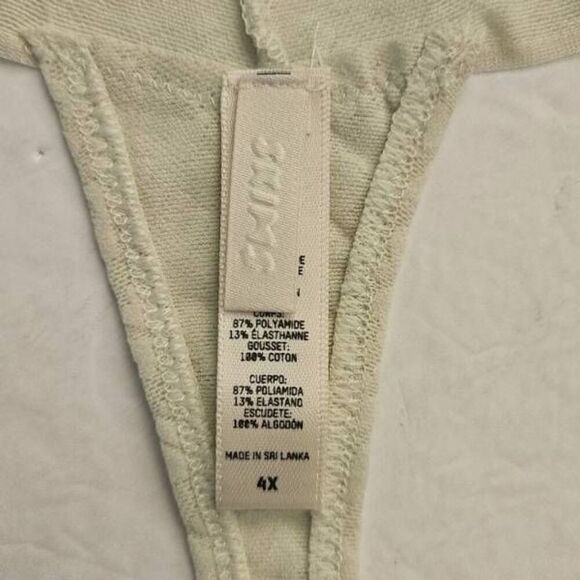 SKIMS
E
E
CORPS:
87% POLYAMIDE
13% ÉLASTHANNE
GOUSSET:
100% COTON
CUERPO:
87% POLIAMIDA
13% ELASTANO
ESCUDETE:
100% ALGODÓN
MADE IN SRI LANKA
4X